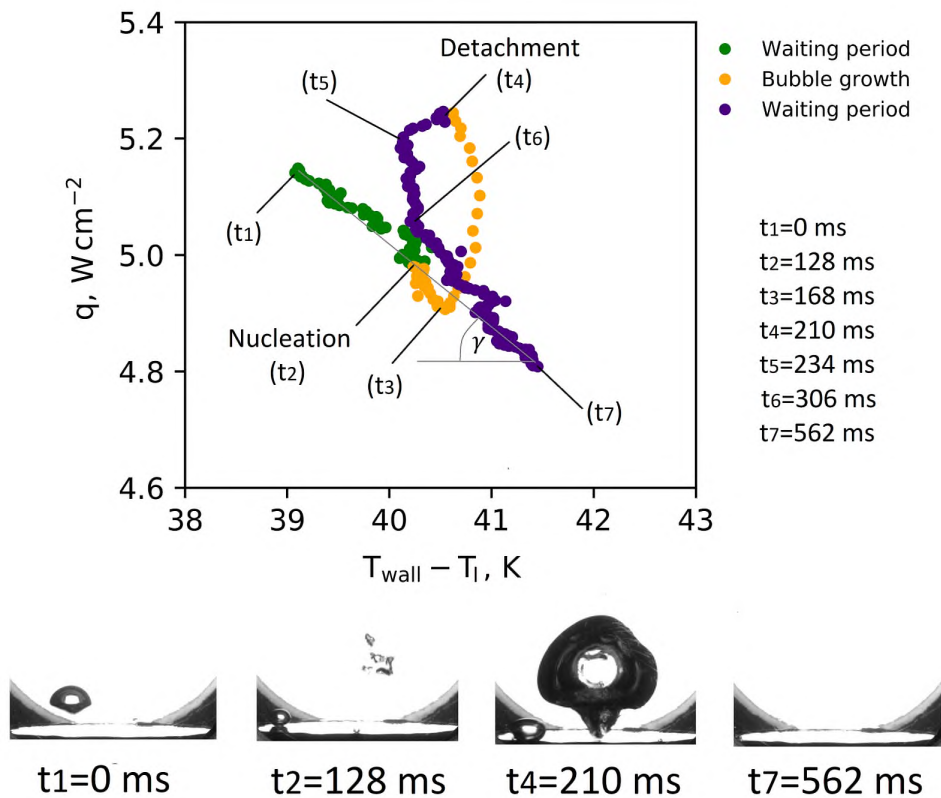 5.4
5.2
5.0
4.8
4.6
q, W cm⁻²
38
39
40
41
42
43
T_wall − T_l, K
Detachment
(t4)
(t5)
(t6)
(t1)
Nucleation
(t2)
(t3)
γ
(t7)
Waiting period
Bubble growth
Waiting period
t1=0 ms
t2=128 ms
t3=168 ms
t4=210 ms
t5=234 ms
t6=306 ms
t7=562 ms
t1=0 ms
t2=128 ms
t4=210 ms
t7=562 ms